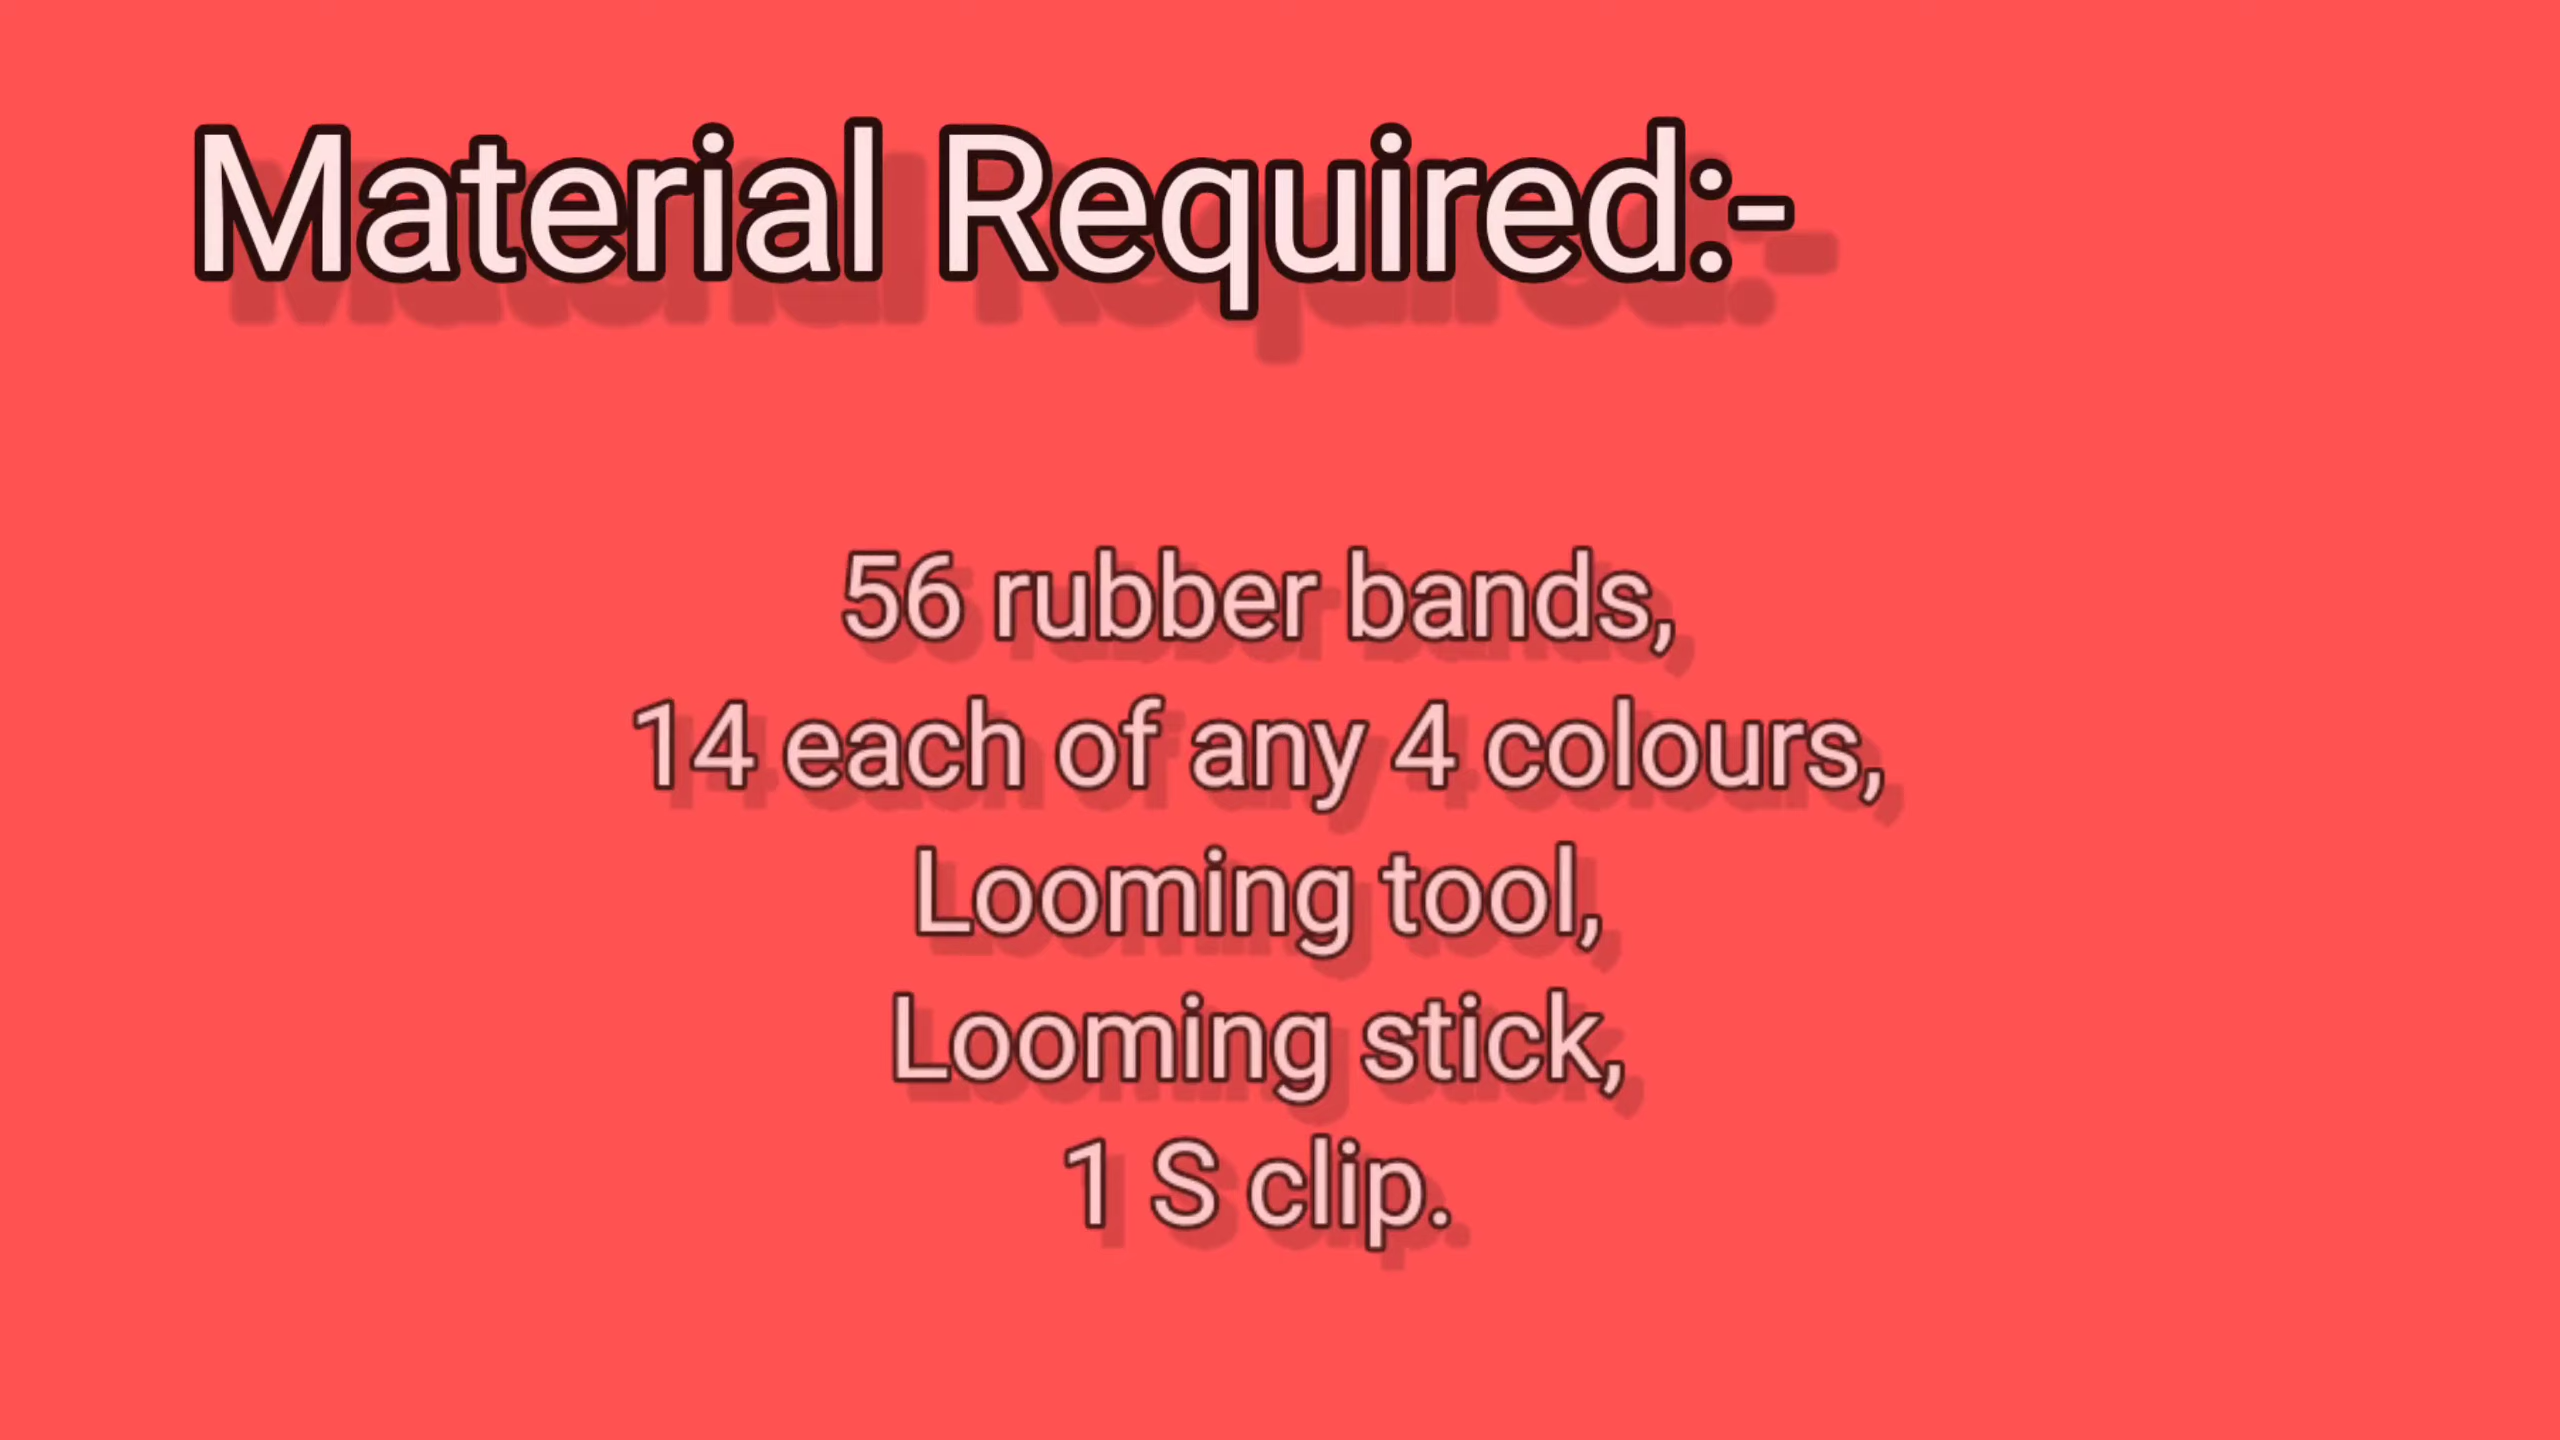 Material Required:-
56 rubber bands,
14 each of any 4 colours,
Looming tool,
Looming stick,
1 S clip.